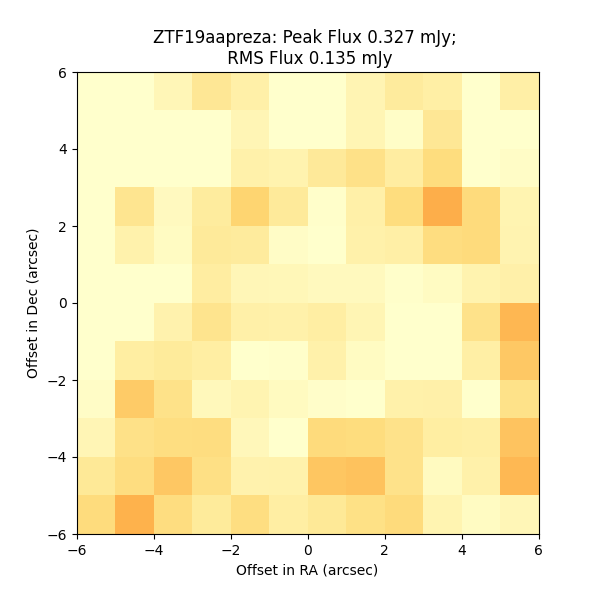 ZTF19aapreza: Peak Flux 0.327 mJy;
RMS Flux 0.135 mJy
6
4
2
0
−2
−4
−6
Offset in Dec (arcsec)
−6 −4 −2 0 2 4 6
Offset in RA (arcsec)